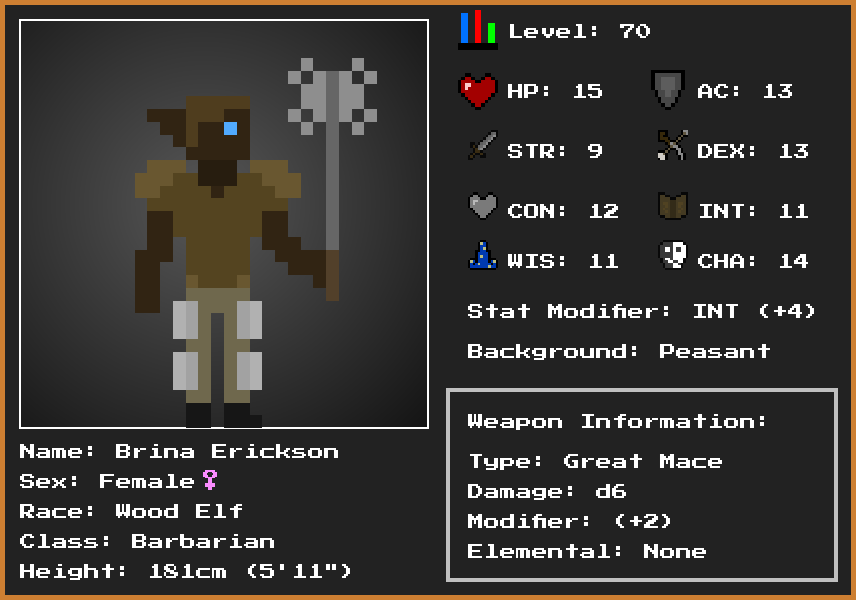 Level: 70
HP: 15
AC: 13
STR: 9
DEX: 13
CON: 12
INT: 11
WIS: 11
CHA: 14
Stat Modifier: INT (+4)
Background: Peasant
Weapon Information:
Type: Great Mace
Damage: d6
Modifier: (+2)
Elemental: None
Name: Brina Erickson
Sex: Female♀
Race: Wood Elf
Class: Barbarian
Height: 181cm (5'11")